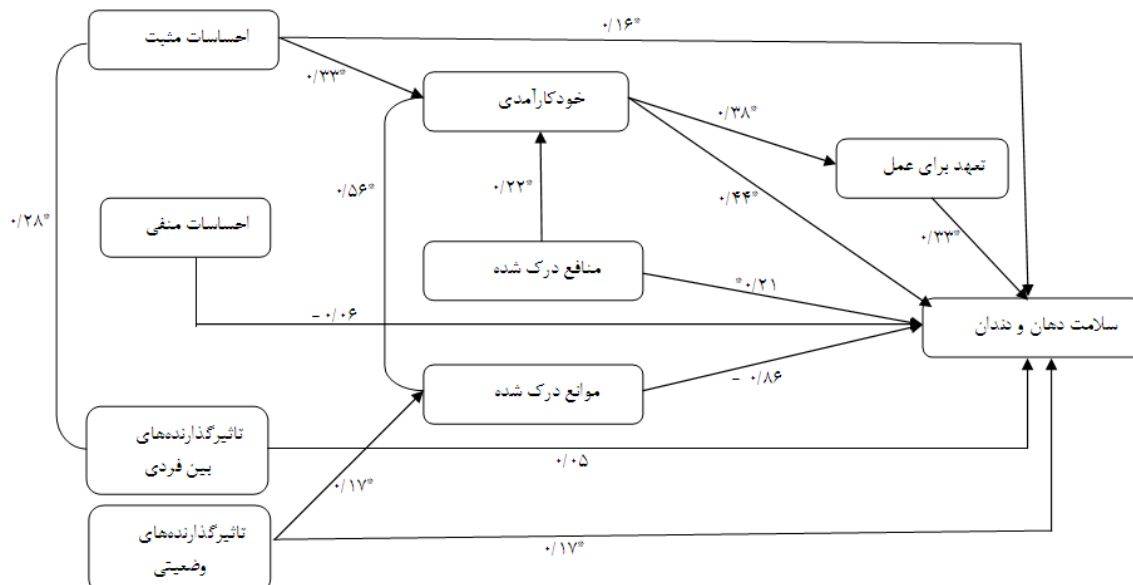 ۰/۱۶*
احساسات مثبت
۰/۳۳*
خودکارآمدی
۰/۳۸*
تعهد برای عمل
۰/۵۶*
۰/۲۲*
۰/۴۴*
۰/۲۸*
احساسات منفی
۰/۳۳*
منافع درک شده
*۰/۲۱
سلامت دهان و دندان
– ۰/۰۶
– ۰/۸۶
موانع درک شده
تاثیرگذارنده‌های
بین فردی
۰/۰۵
۰/۱۷*
تاثیرگذارنده‌های
وضعیتی
۰/۱۷*